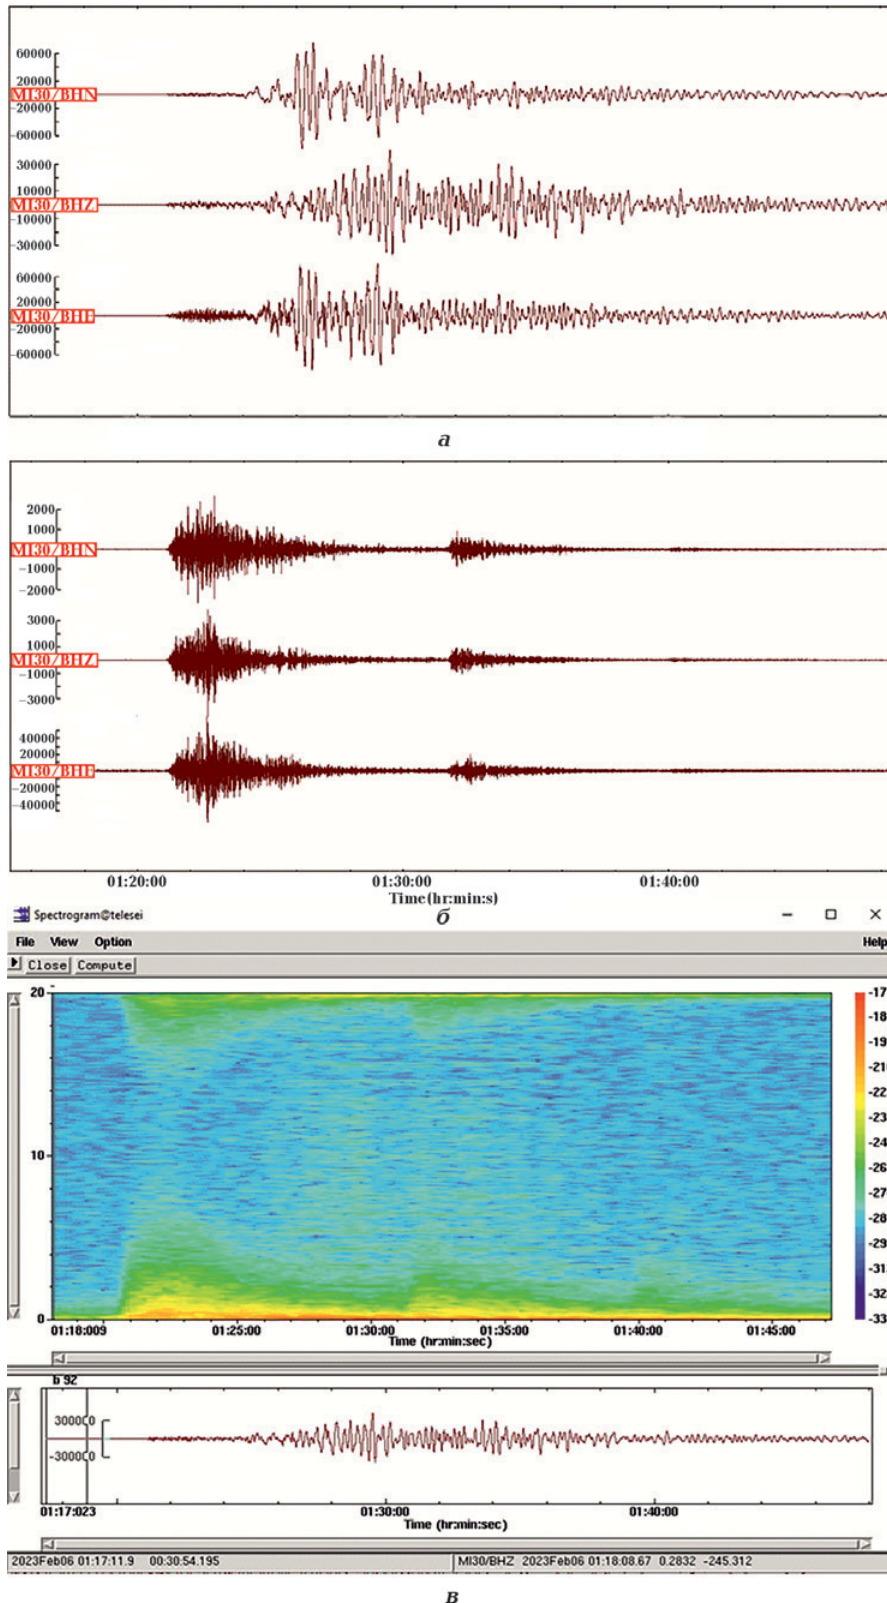 60000
20000
MI30/BHN
−20000
−60000
30000
10000
MI30/BHZ
−10000
−30000
60000
20000
MI30/BHE
−20000
−60000
а
2000
1000
MI30/BHN
−1000
−2000
3000
1000
MI30/BHZ
−1000
−3000
40000
20000
MI30/BHE
−20000
−40000
01:20:00 01:30:00 01:40:00
Time(hr:min:s)
б
Spectrogram@telesei
File View Option Help
Close Compute
20
10
0
-17
-18
-19
-21
-22
-23
-24
-26
-27
-28
-29
-31
-32
-33
01:18:009 01:25:00 01:30:00 01:35:00 01:40:00 01:45:00
Time (hr:min:sec)
b 92
300000
-300000
01:17:023 01:30:00 01:40:00
Time (hr:min:sec)
2023Feb06 01:17:11.9 00:30:54.195 MI30/BHZ 2023Feb06 01:18:08.67 0.2832 -245.312
в